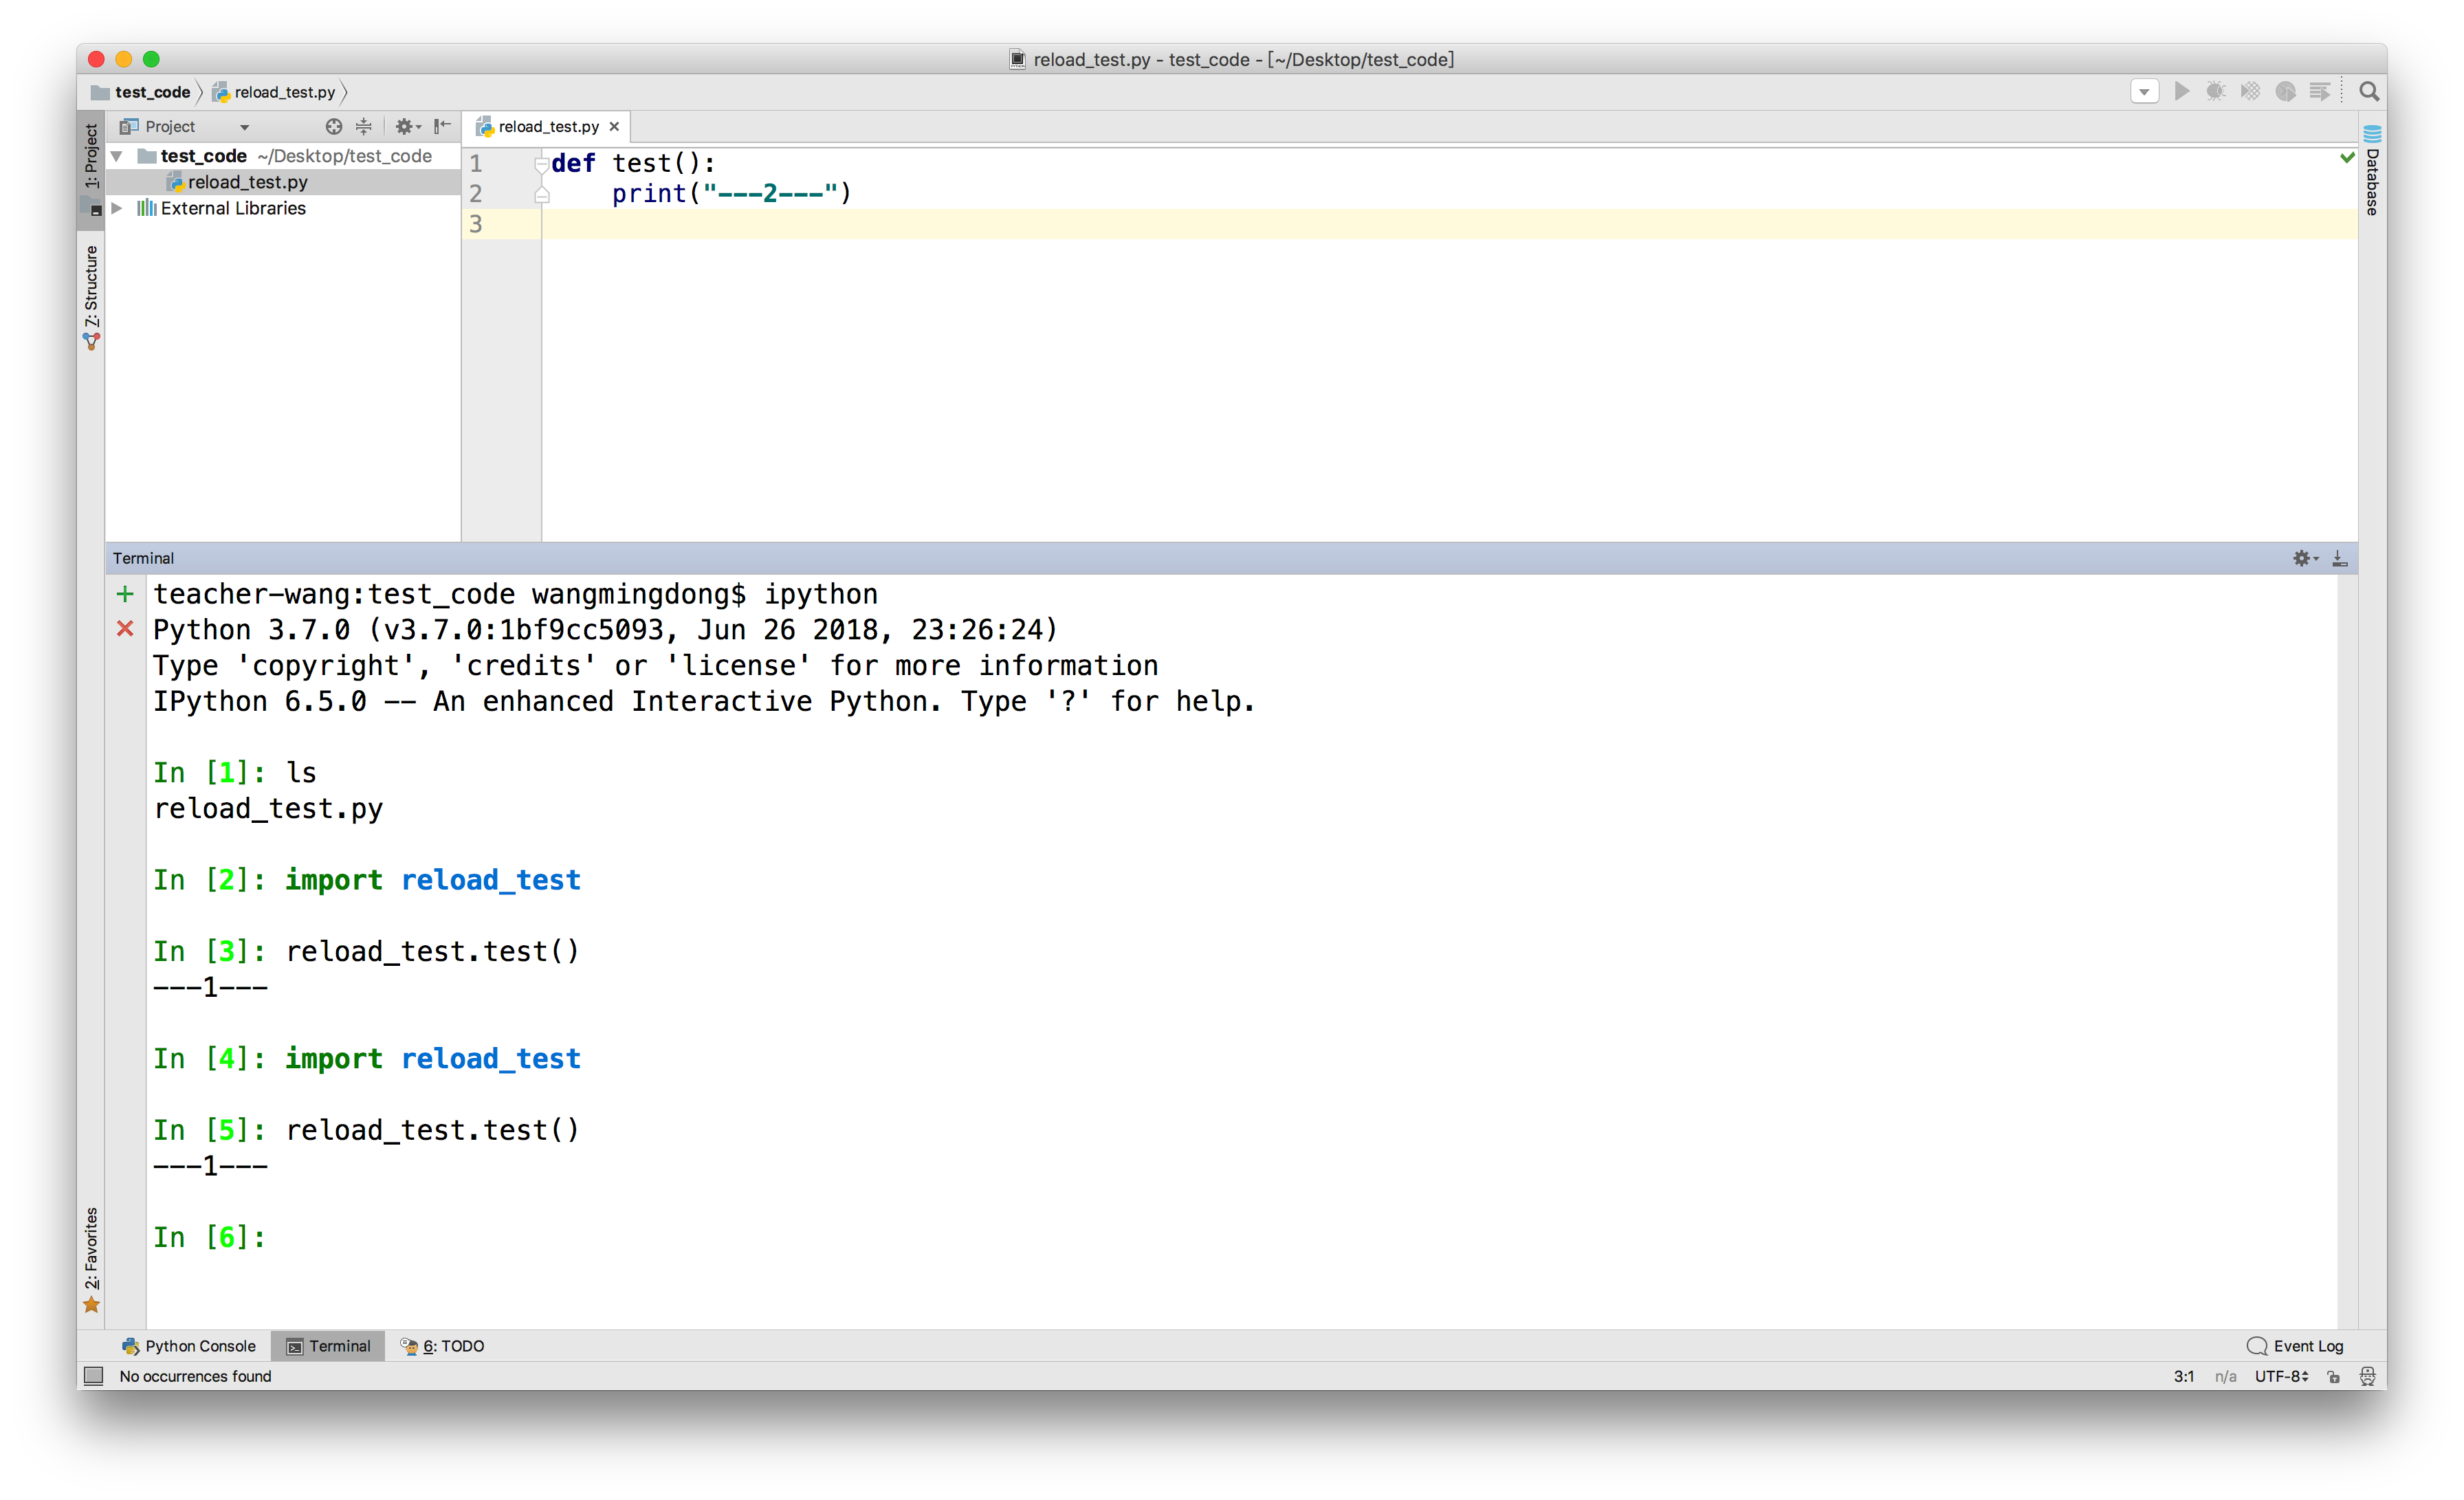 reload_test.py - test_code - [~/Desktop/test_code]
test_code reload_test.py
1: Project
Project
reload_test.py
test_code ~/Desktop/test_code
reload_test.py
External Libraries
7: Structure
2: Favorites
Database
1 def test():
2     print("---2---")
3
Terminal
teacher-wang:test_code wangmingdong$ ipython
Python 3.7.0 (v3.7.0:1bf9cc5093, Jun 26 2018, 23:26:24)
Type 'copyright', 'credits' or 'license' for more information
IPython 6.5.0 -- An enhanced Interactive Python. Type '?' for help.
In [1]: ls
reload_test.py
In [2]: import reload_test
In [3]: reload_test.test()
---1---
In [4]: import reload_test
In [5]: reload_test.test()
---1---
In [6]:
Python Console Terminal 6: TODO Event Log
No occurrences found 3:1 n/a UTF-8